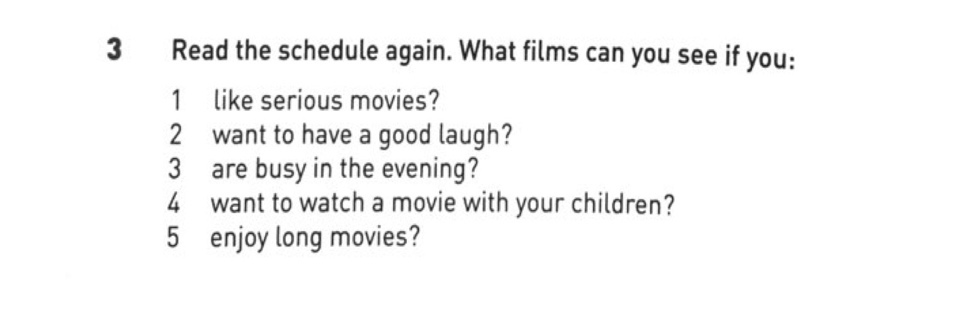 3 Read the schedule again. What films can you see if you:
1 like serious movies?
2 want to have a good laugh?
3 are busy in the evening?
4 want to watch a movie with your children?
5 enjoy long movies?